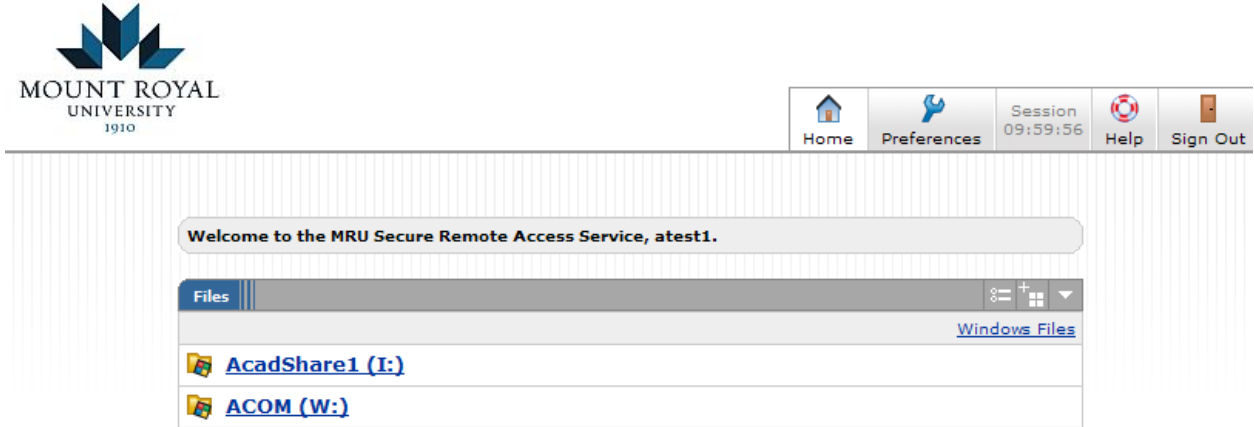 MOUNT ROYAL
UNIVERSITY
1910
Home
Preferences
Session
09:59:56
Help
Sign Out
Welcome to the MRU Secure Remote Access Service, atest1.
Files
Windows Files
AcadShare1 (I:)
ACOM (W:)